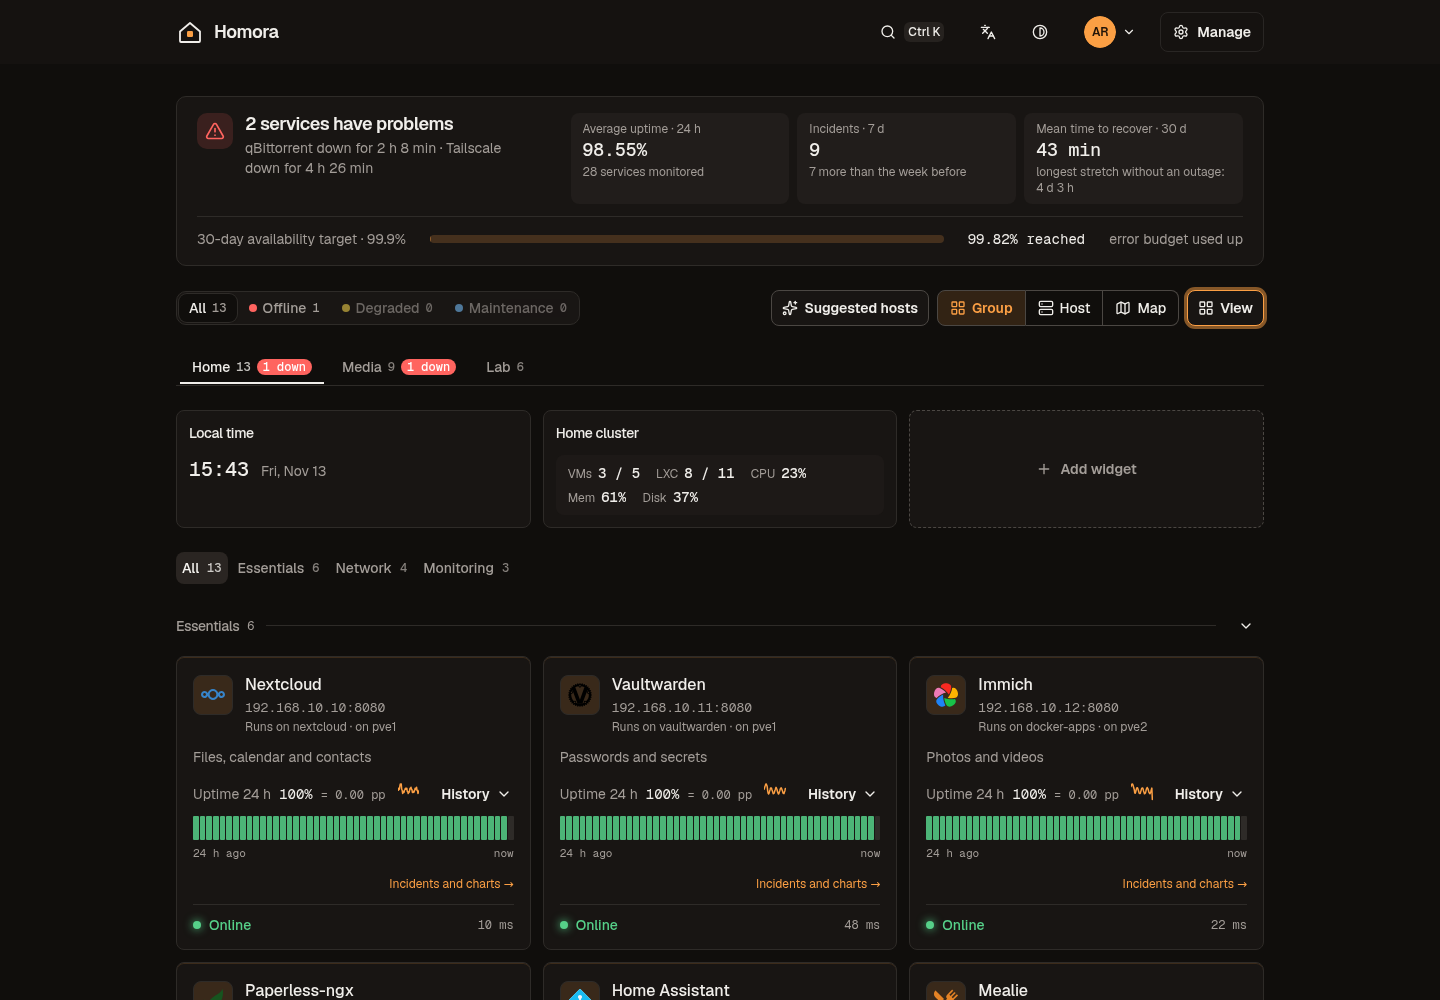 Homora
Ctrl K
AR
Manage
2 services have problems
qBittorrent down for 2 h 8 min · Tailscale
down for 4 h 26 min
Average uptime · 24 h
98.55%
28 services monitored
Incidents · 7 d
9
7 more than the week before
Mean time to recover · 30 d
43 min
longest stretch without an outage:
4 d 3 h
30-day availability target · 99.9%
99.82% reached
error budget used up
All 13
Offline 1
Degraded 0
Maintenance 0
Suggested hosts
Group
Host
Map
View
Home 13 1 down
Media 9 1 down
Lab 6
Local time
15:43 Fri, Nov 13
Home cluster
VMs 3 / 5 LXC 8 / 11 CPU 23%
Mem 61% Disk 37%
+ Add widget
All 13
Essentials 6
Network 4
Monitoring 3
Essentials 6
Nextcloud
192.168.10.10:8080
Runs on nextcloud · on pve1
Files, calendar and contacts
Uptime 24 h 100% = 0.00 pp History
24 h ago now
Incidents and charts →
Online 10 ms
Vaultwarden
192.168.10.11:8080
Runs on vaultwarden · on pve1
Passwords and secrets
Uptime 24 h 100% = 0.00 pp History
24 h ago now
Incidents and charts →
Online 48 ms
Immich
192.168.10.12:8080
Runs on docker-apps · on pve2
Photos and videos
Uptime 24 h 100% = 0.00 pp History
24 h ago now
Incidents and charts →
Online 22 ms
Paperless-ngx
Home Assistant
Mealie